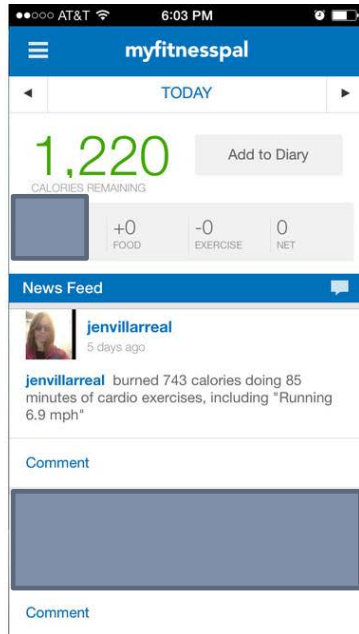 AT&T 6:03 PM
myfitnesspal
TODAY
1,220
CALORIES REMAINING
Add to Diary
+0 -0 0
FOOD EXERCISE NET
News Feed
jenvillarreal
5 days ago
jenvillarreal burned 743 calories doing 85
minutes of cardio exercises, including "Running
6.9 mph"
Comment
Comment